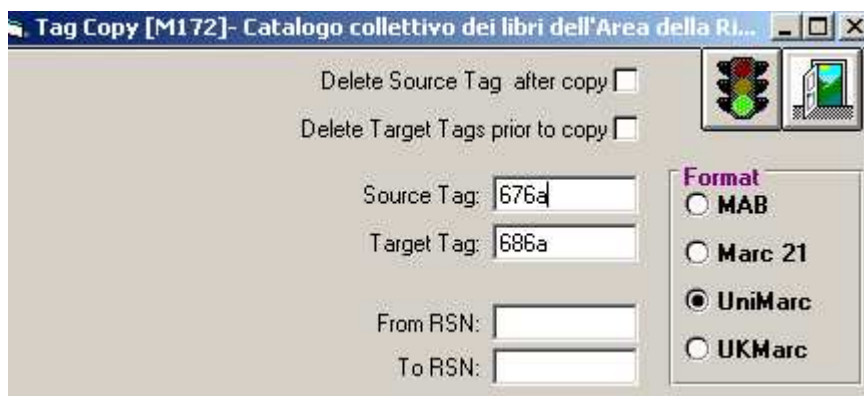 Tag Copy [M172]- Catalogo collettivo dei libri dell'Area della Ri...
Delete Source Tag after copy
Delete Target Tags prior to copy
Source Tag: 676a
Target Tag: 686a
From RSN:
To RSN:
Format
MAB
Marc 21
UniMarc
UKMarc